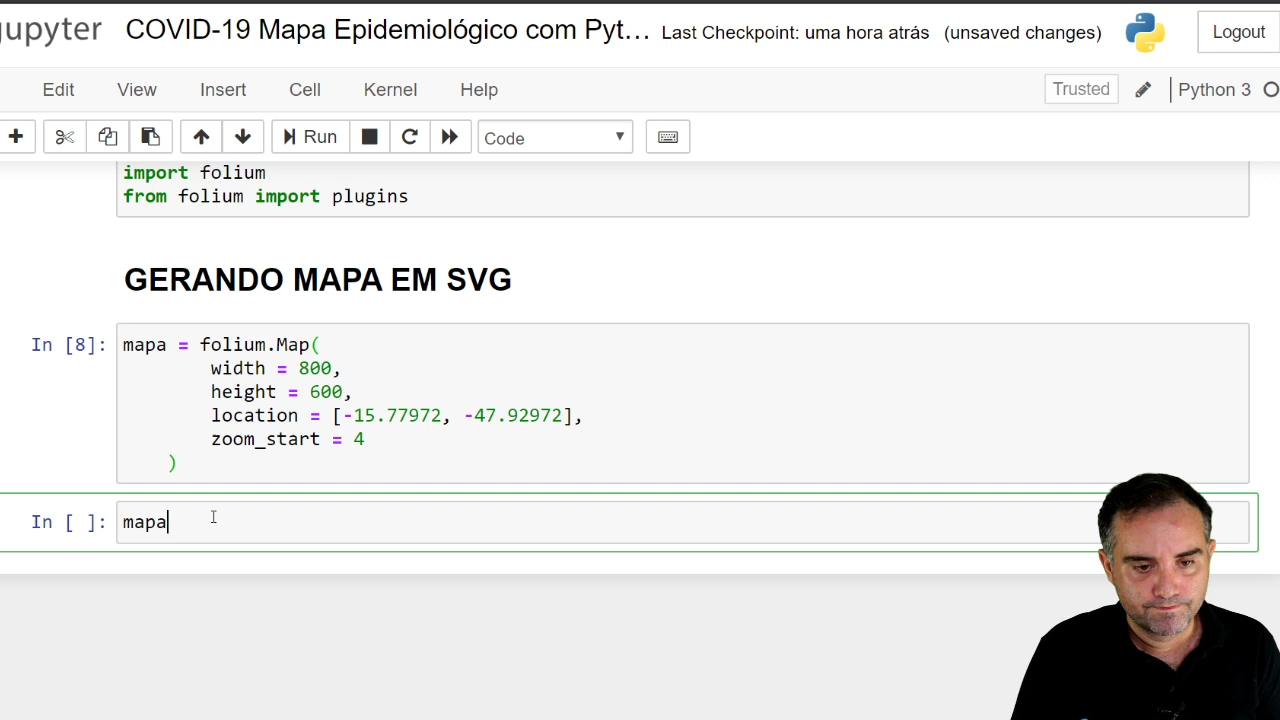 jupyter COVID-19 Mapa Epidemiológico com Pyt... Last Checkpoint: uma hora atrás (unsaved changes) Logout
Edit View Insert Cell Kernel Help Trusted Python 3
Run Code
import folium
from folium import plugins
GERANDO MAPA EM SVG
In [8]: mapa = folium.Map(
width = 800,
height = 600,
location = [-15.77972, -47.92972],
zoom_start = 4
)
In [ ]: mapa